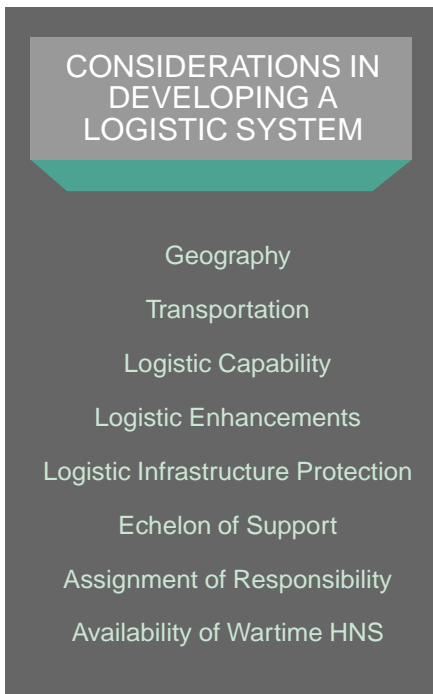 CONSIDERATIONS IN
DEVELOPING A
LOGISTIC SYSTEM
Geography
Transportation
Logistic Capability
Logistic Enhancements
Logistic Infrastructure Protection
Echelon of Support
Assignment of Responsibility
Availability of Wartime HNS